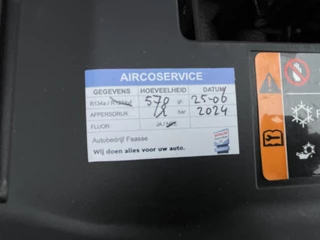 AIRCOSERVICE
GEGEVENS HOEVEELHEID DATUM
R134a / R1234yf 570 gr. 25-06
AFPERSDRUK bar 2024
FLUOR JA / NEE
Autobedrijf Faasse
Wij doen alles voor uw auto.